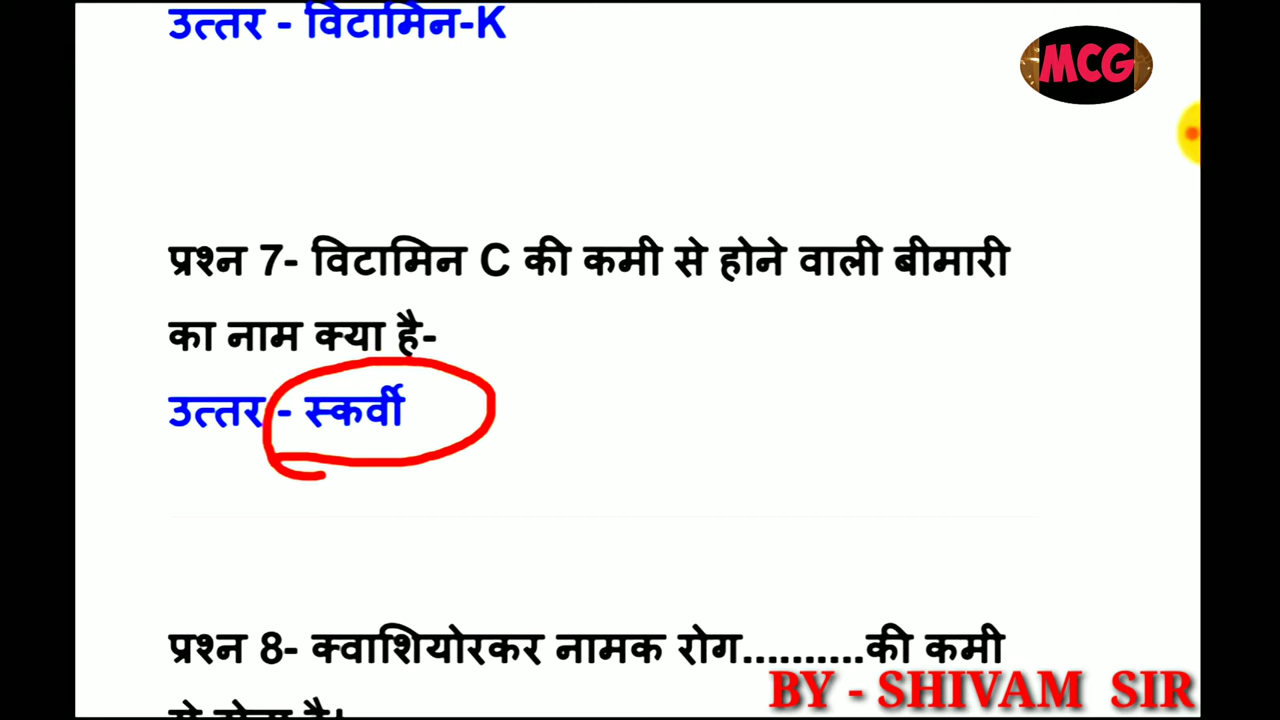 उत्तर - विटामिन-K
MCG
प्रश्न 7- विटामिन C की कमी से होने वाली बीमारी
का नाम क्या है-
उत्तर - स्कर्वी
प्रश्न 8- क्वाशियोरकर नामक रोग..........की कमी
से होता है।
BY - SHIVAM SIR